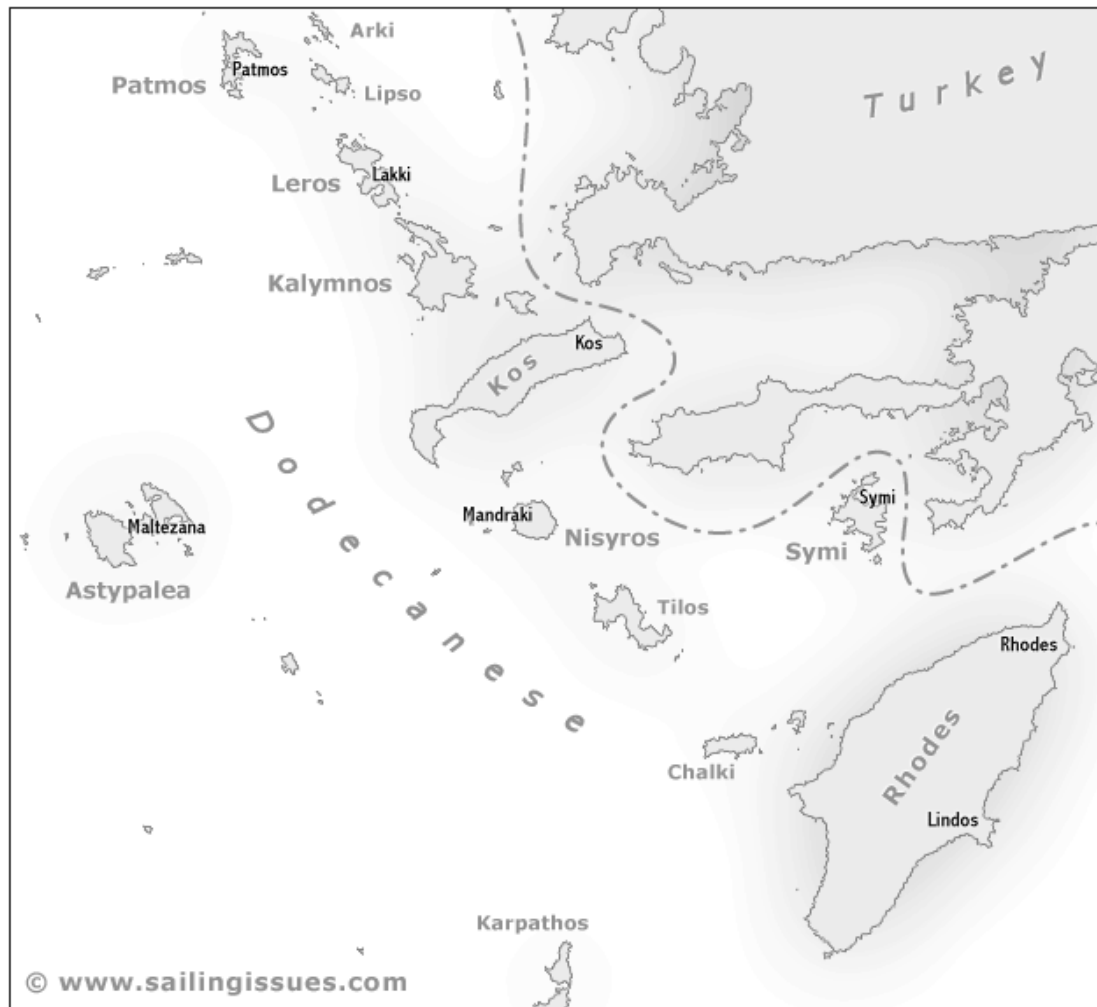 Arki
Patmos
Patmos
Lipso
Turkey
Lakki
Leros
Kalymnos
Kos
Kos
Dodecanese
Mandraki
Nisyros
Symi
Symi
Maltezana
Astypalea
Tilos
Rhodes
Rhodes
Chalki
Lindos
Karpathos
© www.sailingissues.com